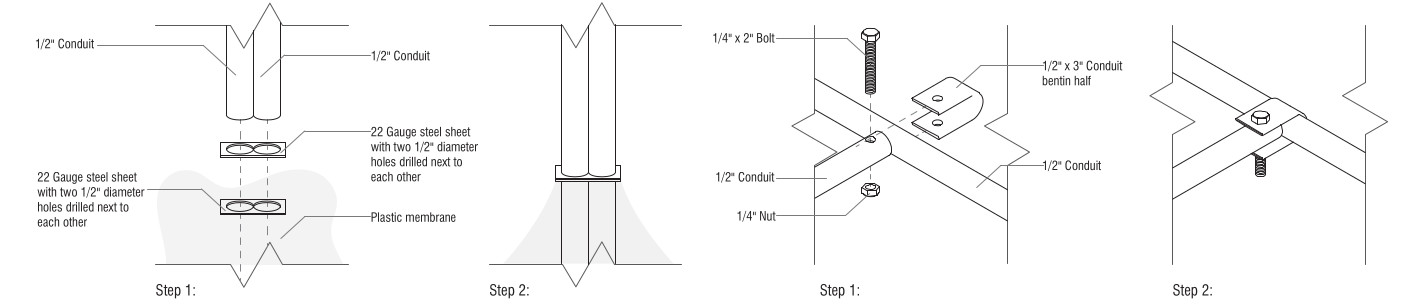 1/2" Conduit
1/2" Conduit
22 Gauge steel sheet
with two 1/2" diameter
holes drilled next to
each other
22 Gauge steel sheet
with two 1/2" diameter
holes drilled next to
each other
Plastic membrane
Step 1:
Step 2:
1/4" x 2" Bolt
1/2" x 3" Conduit
bentin half
1/2" Conduit
1/2" Conduit
1/4" Nut
Step 1:
Step 2: